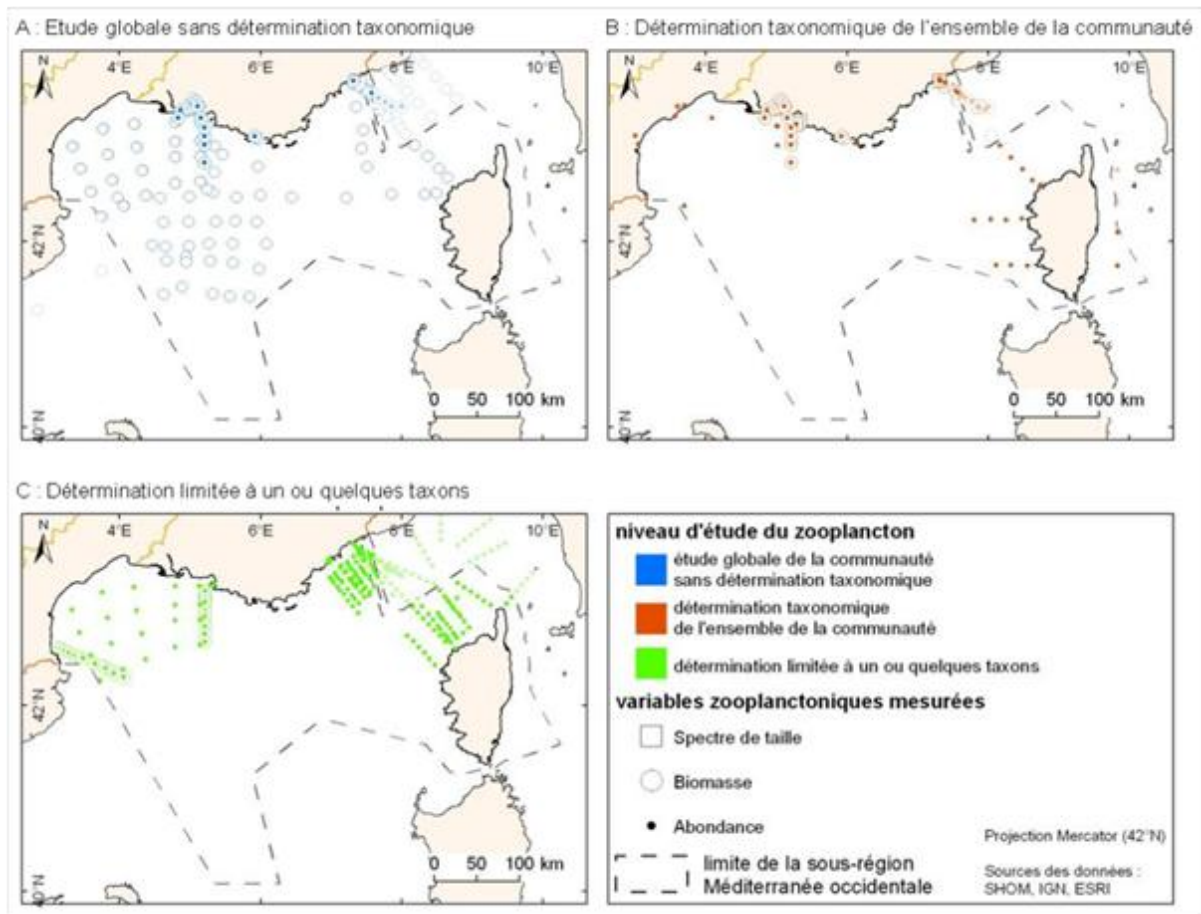 A : Etude globale sans détermination taxonomique
N
4°E
6°E
8°E
10°E
42°N
40°N
0 50 100 km
B : Détermination taxonomique de l'ensemble de la communauté
N
4°E
6°E
8°E
10°E
42°N
40°N
0 50 100 km
C : Détermination limitée à un ou quelques taxons
N
4°E
6°E
8°E
10°E
42°N
40°N
0 50 100 km
niveau d'étude du zooplancton
étude globale de la communauté
sans détermination taxonomique
détermination taxonomique
de l'ensemble de la communauté
détermination limitée à un ou quelques taxons
variables zooplanctoniques mesurées
Spectre de taille
Biomasse
Abondance
Projection Mercator (42°N)
limite de la sous-région
Méditerranée occidentale
Sources des données :
SHOM, IGN, ESRI